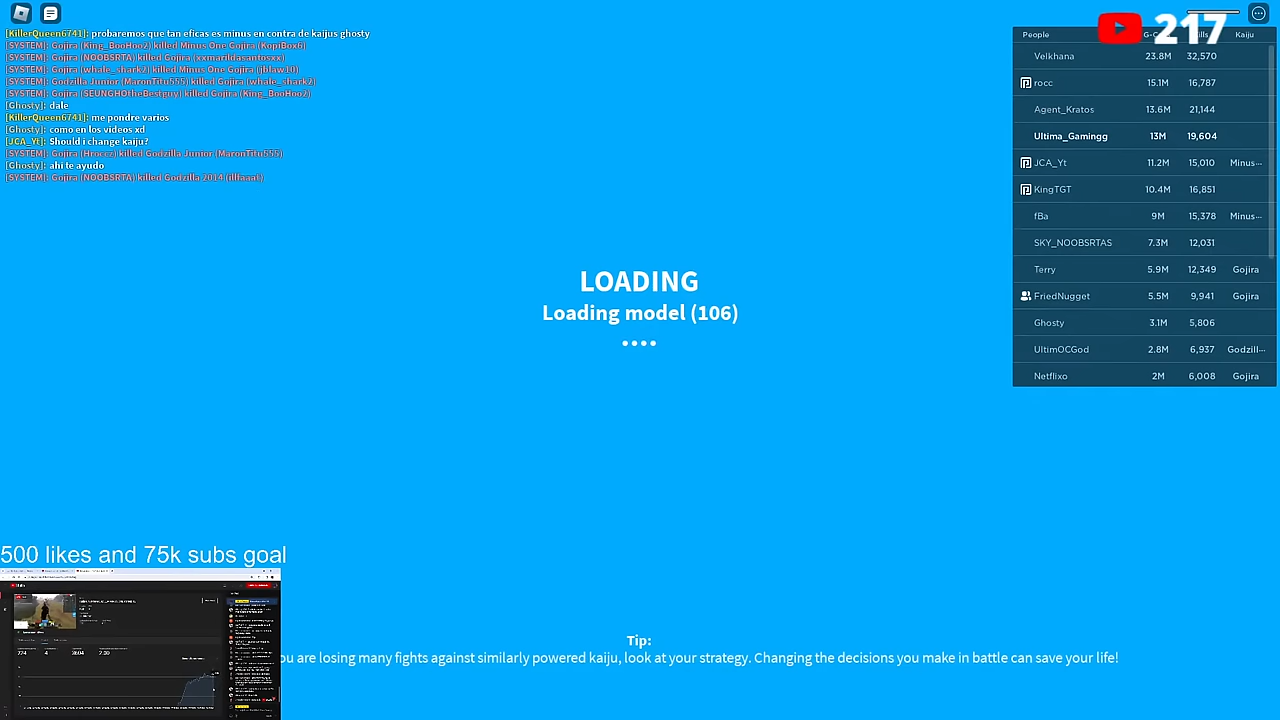 [KillerQueen6741]: probaremos que tan eficas es minus en contra de kaijus ghosty
[SYSTEM]: Gojira (King_BooHoo2) killed Minus One Gojira (KopiBox6)
[SYSTEM]: Gojira (NOOBSRTA) killed Gojira (xxmarildasantosxx)
[SYSTEM]: Gojira (whale_shark2) killed Minus One Gojira (jblaw10)
[SYSTEM]: Godzilla Junior (MaronTitu555) killed Gojira (whale_shark2)
[SYSTEM]: Gojira (SEUNGHOtheBestguy) killed Gojira (King_BooHoo2)
[Ghosty]: dale
[KillerQueen6741]: me pondre varios
[Ghosty]: como en los videos xd
[JCA_Yt]: Should i change kaiju?
[SYSTEM]: Gojira (Hroccz) killed Godzilla Junior (MaronTitu555)
[Ghosty]: ahi te ayudo
[SYSTEM]: Gojira (NOOBSRTA) killed Godzilla 2014
217
People Kaiju
Velkhana 23.8M 32,570
rocc 15.1M 16,787
Agent_Kratos 13.6M 21,144
Ultima_Gamingg 13M 19,604
JCA_Yt 11.2M 15,010 Minus...
KingTGT 10.4M 16,851
fBa 9M 15,378 Minus...
SKY_NOOBSRTAS 7.3M 12,031
Terry 5.9M 12,349 Gojira
FriedNugget 5.5M 9,941 Gojira
Ghosty 3.1M 5,806
UltimOCGod 2.8M 6,937 Godzill...
Netflixo 2M 6,008 Gojira
LOADING
Loading model (106)
500 likes and 75k subs goal
Tip:
you are losing many fights against similarly powered kaiju, look at your strategy. Changing the decisions you make in battle can save your life!